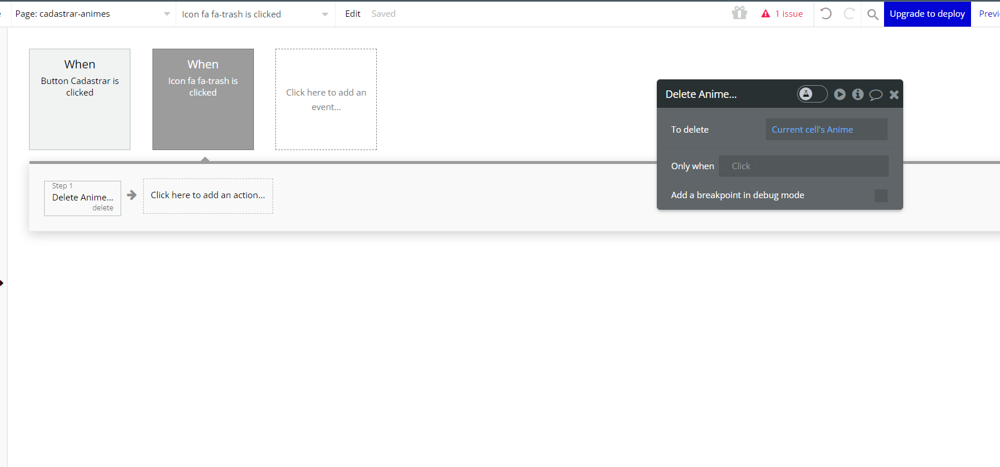 Page: cadastrar-animes
Icon fa fa-trash is clicked
Edit
Saved
1 issue
Upgrade to deploy
Previ
When
Button Cadastrar is
clicked
When
Icon fa fa-trash is
clicked
Click here to add an
event...
Delete Anime...
To delete
Current cell's Anime
Only when
Click
Add a breakpoint in debug mode
Step 1
Delete Anime...
delete
Click here to add an action...